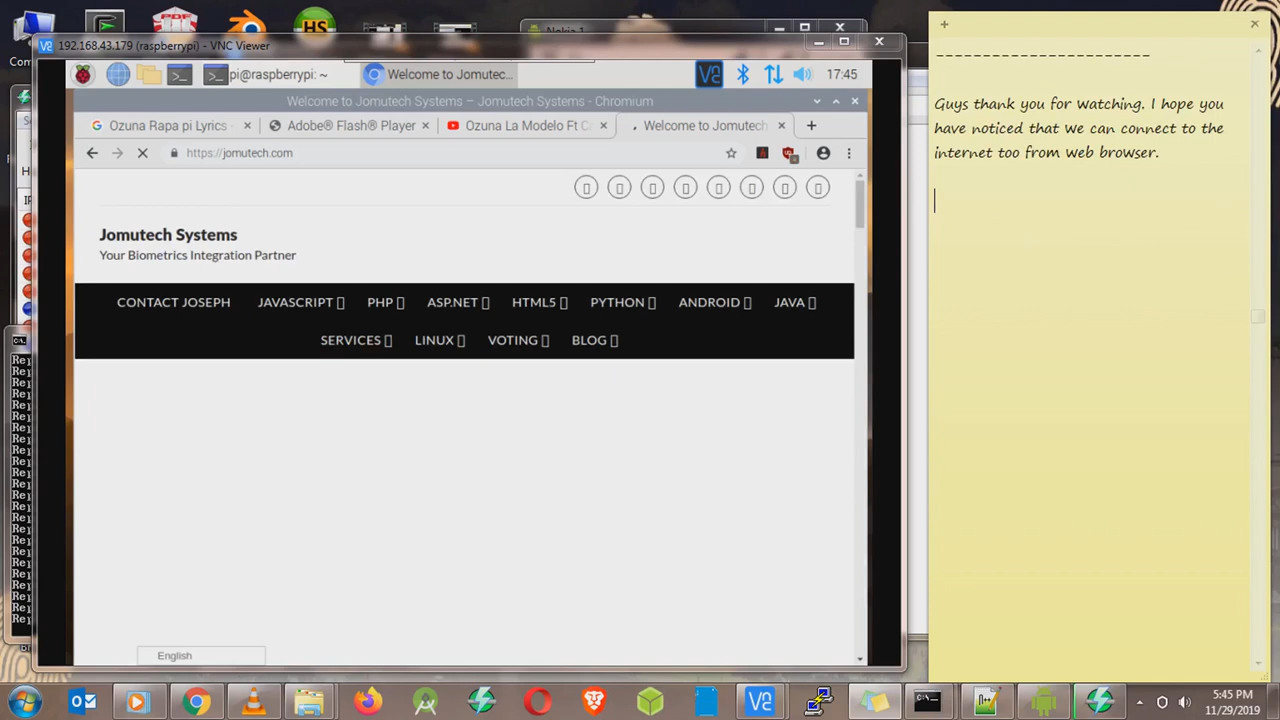 PDF
HS
Nokia 1
192.168.43.179 (raspberrypi) - VNC Viewer
pi@raspberrypi: ~
Welcome to Jomutec...
17:45
Welcome to Jomutech Systems – Jomutech Systems - Chromium
Ozuna Rapa pi Lyrics -
Adobe® Flash® Player
Ozuna La Modelo Ft C
Welcome to Jomutech
https://jomutech.com
Jomutech Systems
Your Biometrics Integration Partner
CONTACT JOSEPH JAVASCRIPT PHP ASP.NET HTML5 PYTHON ANDROID JAVA
SERVICES LINUX VOTING BLOG
English
---------------------
Guys thank you for watching. I hope you
have noticed that we can connect to the
internet too from web browser.
5:45 PM
11/29/2019